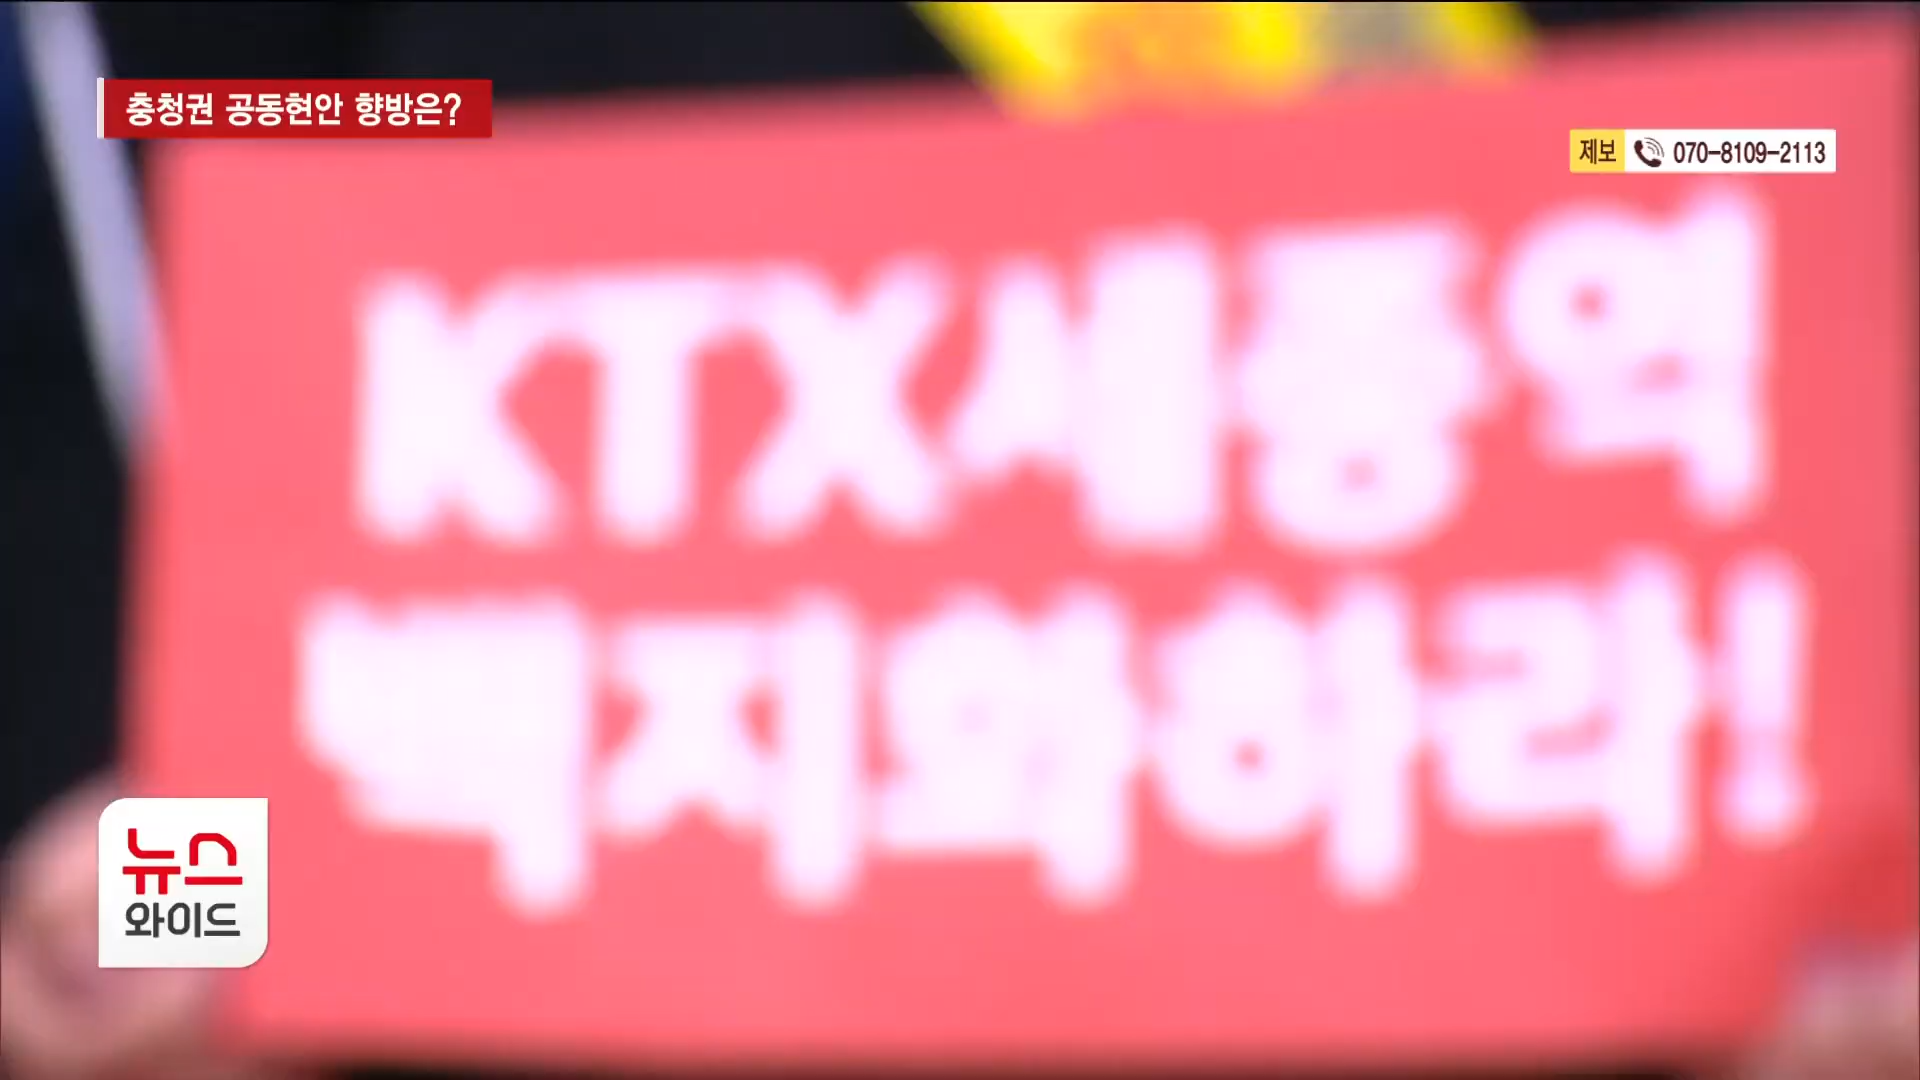 충청권 공동현안 향방은?
제보 070-8109-2113
KTX세종역
백지화하라!
뉴스
와이드